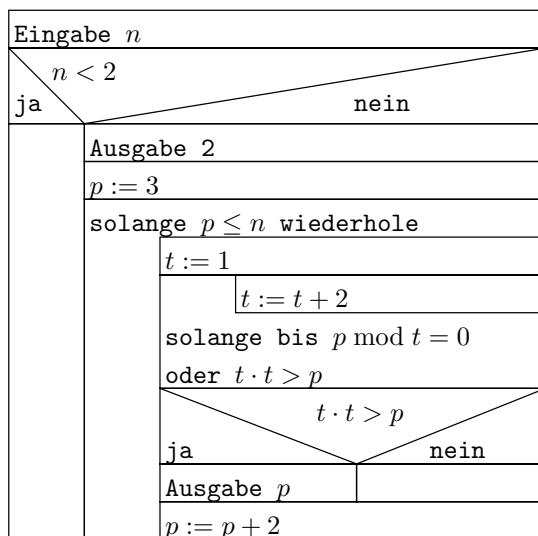 Eingabe n
n < 2
ja nein
Ausgabe 2
p := 3
solange p ≤ n wiederhole
t := 1
t := t + 2
solange bis p mod t = 0
oder t · t > p
t · t > p
ja nein
Ausgabe p
p := p + 2